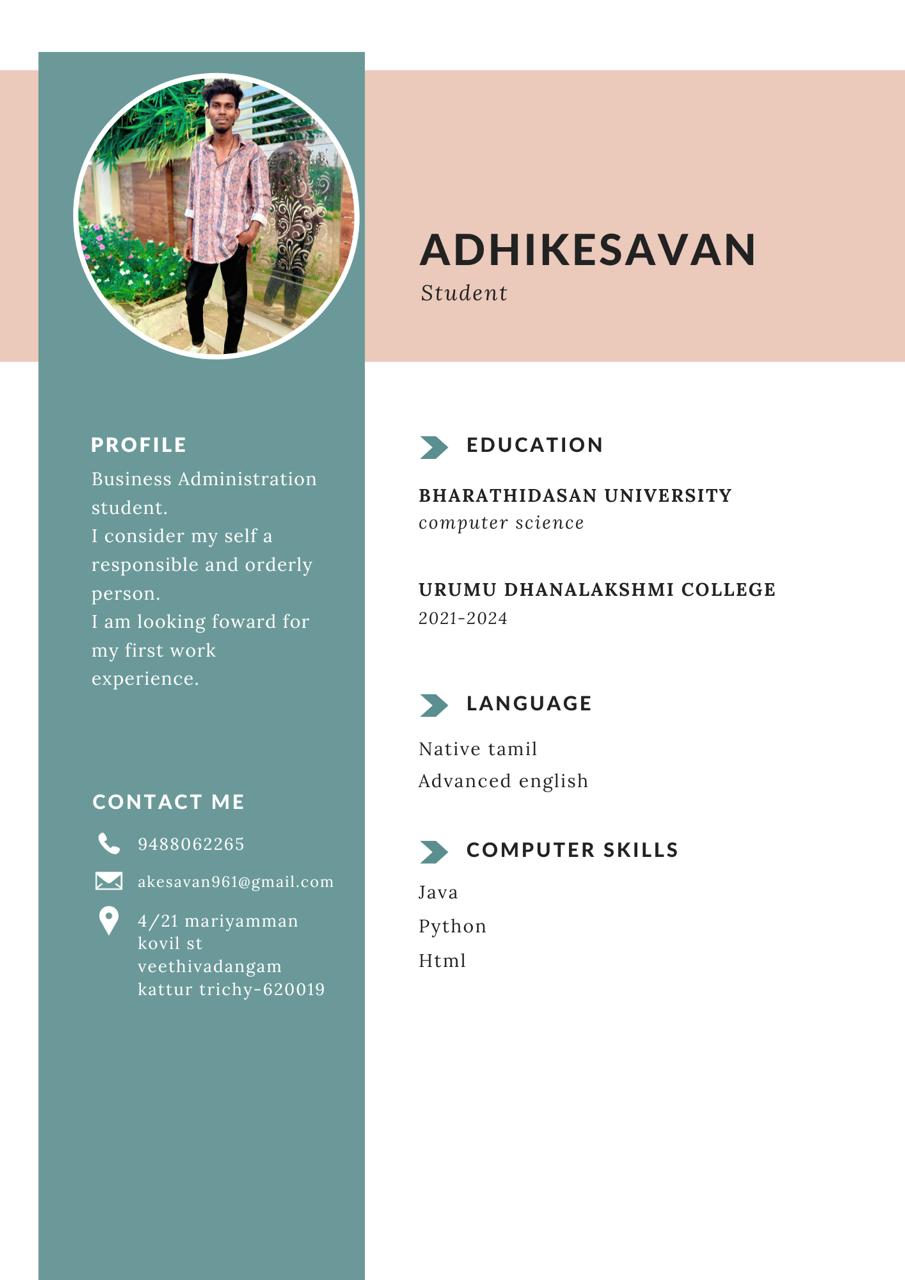 ADHIKESAVAN
Student
PROFILE
Business Administration
student.
I consider my self a
responsible and orderly
person.
I am looking foward for
my first work
experience.
CONTACT ME
9488062265
akesavan961@gmail.com
4/21 mariyamman
kovil st
veethivadangam
kattur trichy-620019
EDUCATION
BHARATHIDASAN UNIVERSITY
computer science
URUMU DHANALAKSHMI COLLEGE
2021-2024
LANGUAGE
Native tamil
Advanced english
COMPUTER SKILLS
Java
Python
Html